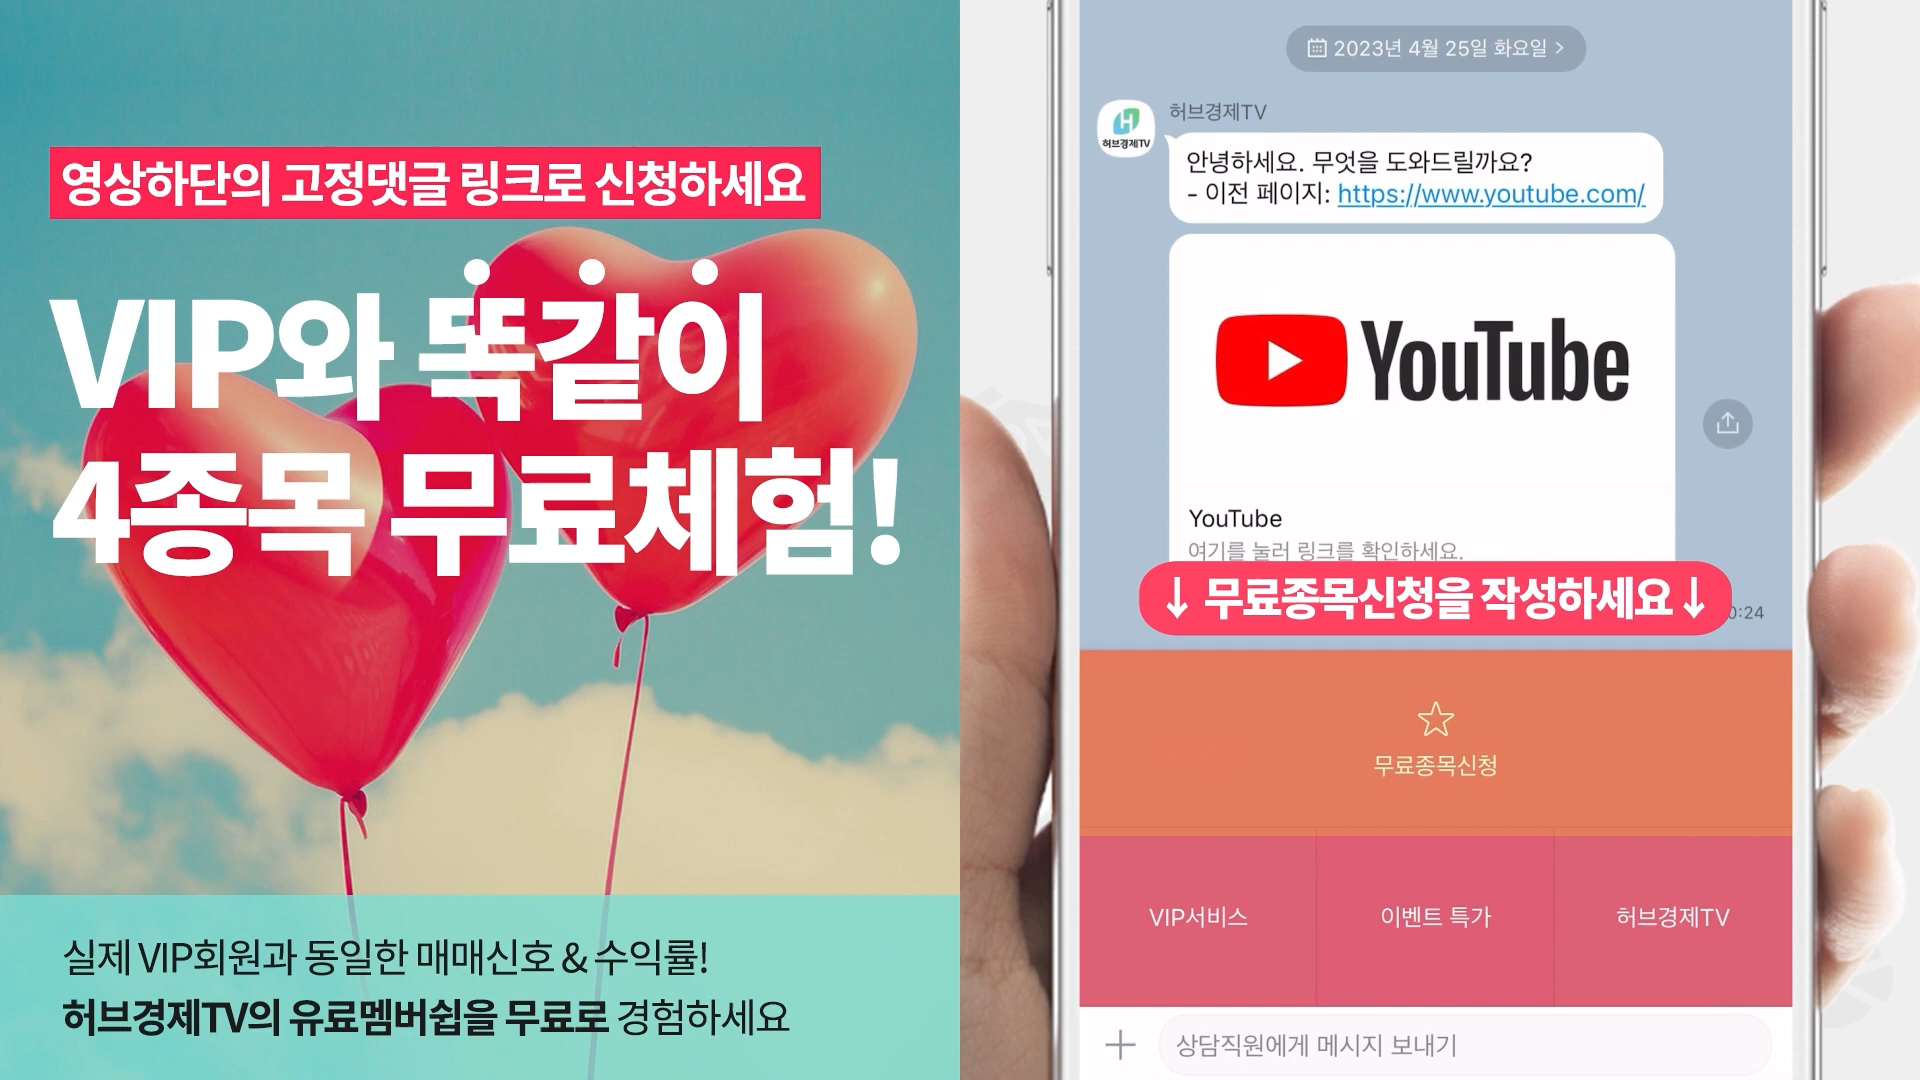 영상하단의 고정댓글 링크로 신청하세요
VIP와 똑같이
4종목 무료체험!
실제 VIP회원과 동일한 매매신호 & 수익률!
허브경제TV의 유료멤버쉽을 무료로 경험하세요
2023년 4월 25일 화요일 >
허브경제TV
허브경제TV
안녕하세요. 무엇을 도와드릴까요?
- 이전 페이지: https://www.youtube.com/
YouTube
YouTube
여기를 눌러 링크를 확인하세요.
↓ 무료종목신청을 작성하세요 ↓
0:24
무료종목신청
VIP서비스
이벤트 특가
허브경제TV
상담직원에게 메시지 보내기